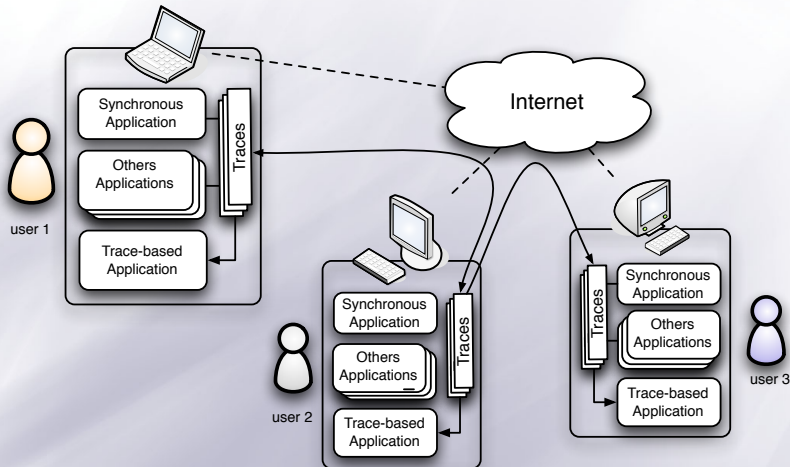 Internet
Synchronous
Application
Others
Applications
Trace-based
Application
Traces
user 1
Synchronous
Application
Others
Applications
Trace-based
Application
Traces
user 2
Traces
Synchronous
Application
Others
Applications
Trace-based
Application
user 3